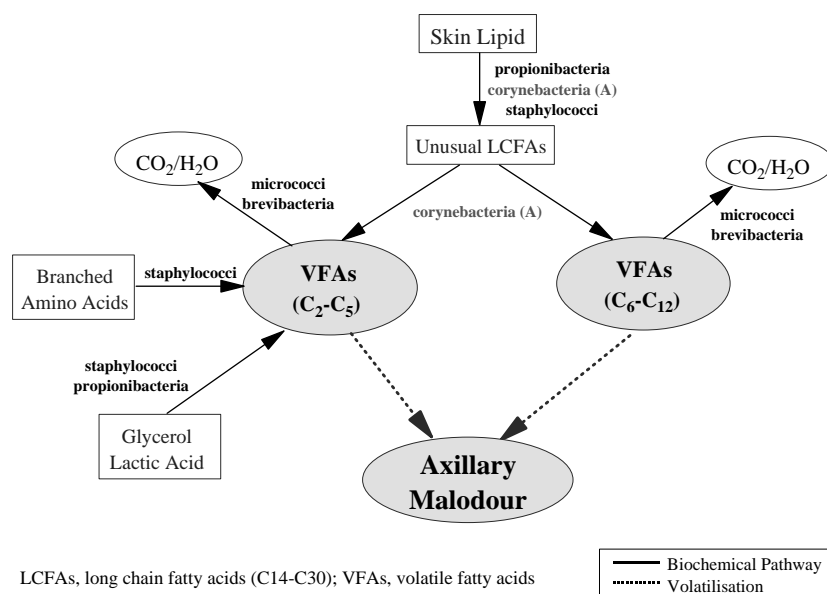 Skin Lipid
propionibacteria
corynebacteria (A)
staphylococci
Unusual LCFAs
CO₂/H₂O
CO₂/H₂O
micrococci
brevibacteria
corynebacteria (A)
micrococci
brevibacteria
Branched
Amino Acids
staphylococci
VFAs
(C₂-C₅)
VFAs
(C₆-C₁₂)
staphylococci
propionibacteria
Glycerol
Lactic Acid
Axillary
Malodour
LCFAs, long chain fatty acids (C14-C30); VFAs, volatile fatty acids
Biochemical Pathway
Volatilisation